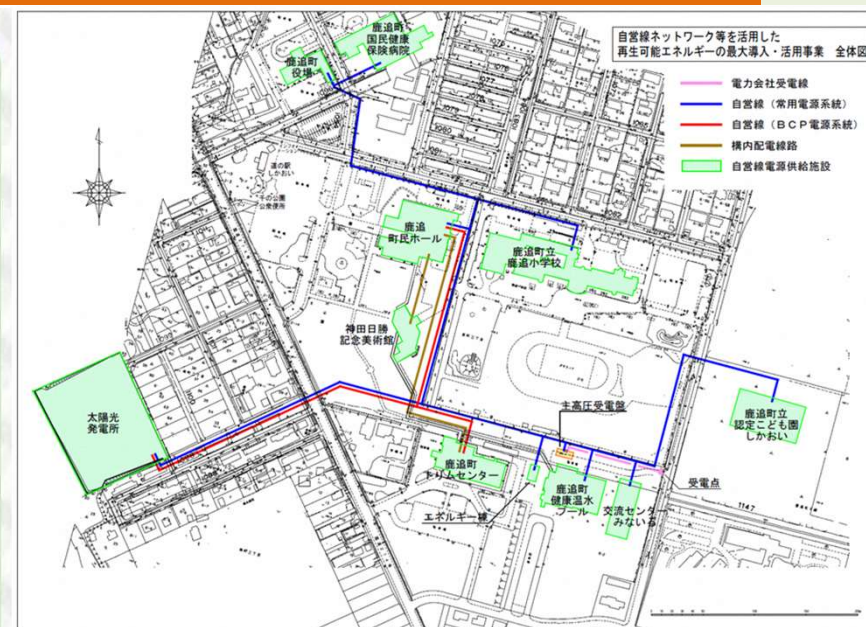 自営線ネットワーク等を活用した
再生可能エネルギーの最大導入・活用事業 全体図
電力会社受電線
自営線（常用電源系統）
自営線（ＢＣＰ電源系統）
構内配電線路
自営線電源供給施設
鹿追町
国民健康
保険病院
鹿追町
役場
道の駅
しかおい
鹿追
町民ホール
鹿追町立
鹿追小学校
神田日勝
記念美術館
太陽光
発電所
主高圧受電盤
鹿追町立
認定こども園
しかおい
鹿追町
トリムセンター
エネルギー棟
鹿追町
健康温水
プール
交流センター
みないる
受電点
1147